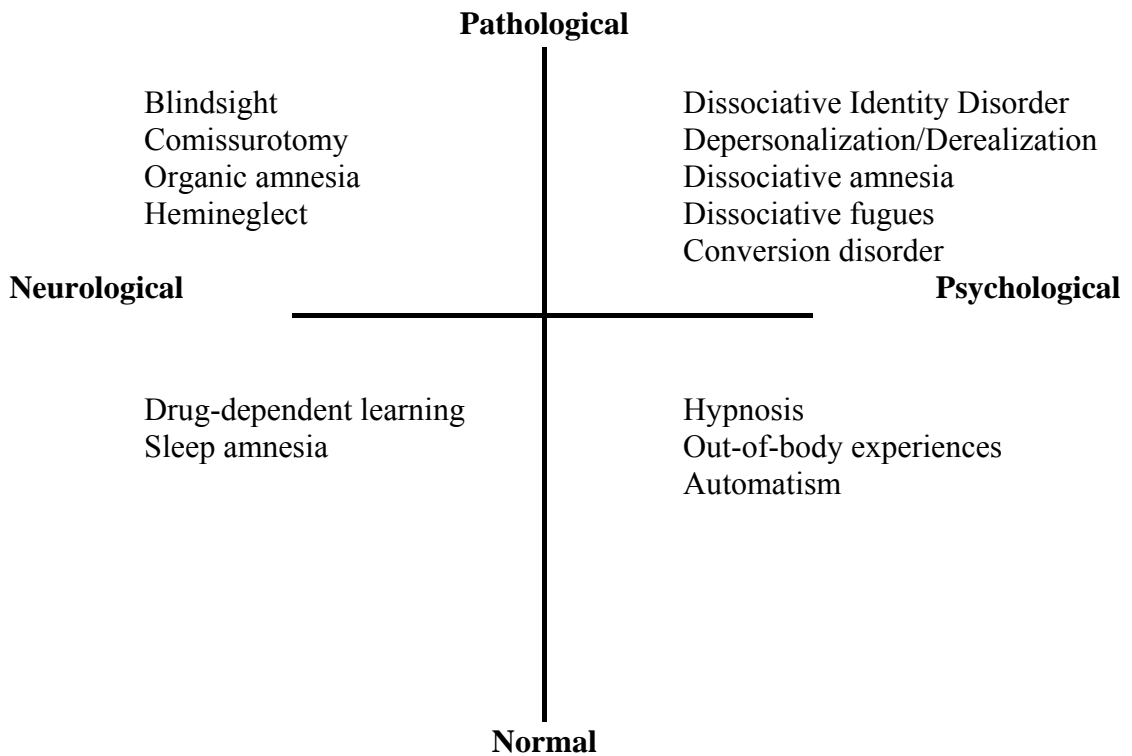 Pathological
Blindsight
Comissurotomy
Organic amnesia
Hemineglect
Dissociative Identity Disorder
Depersonalization/Derealization
Dissociative amnesia
Dissociative fugues
Conversion disorder
Neurological
Psychological
Drug-dependent learning
Sleep amnesia
Hypnosis
Out-of-body experiences
Automatism
Normal